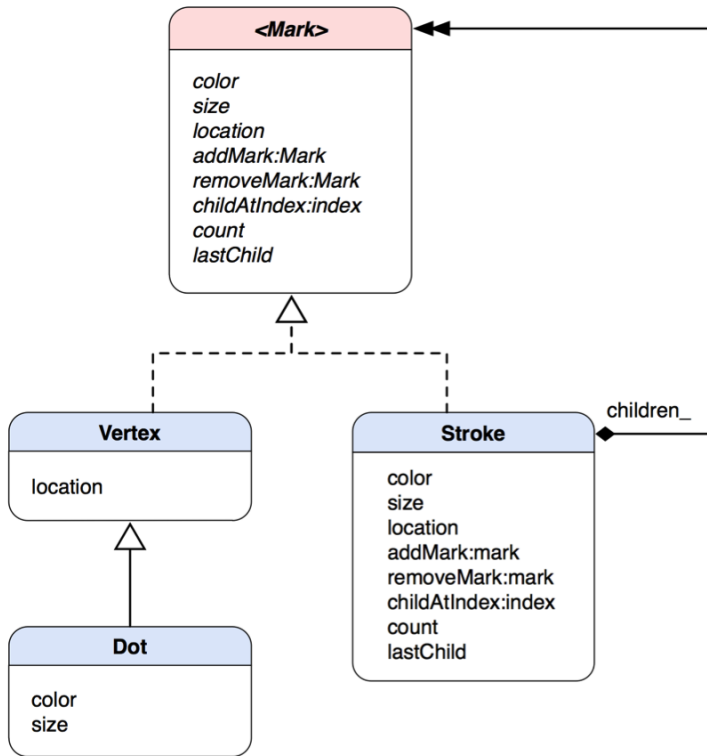 <Mark>
color
size
location
addMark:Mark
removeMark:Mark
childAtIndex:index
count
lastChild
children_
Vertex
location
Stroke
color
size
location
addMark:mark
removeMark:mark
childAtIndex:index
count
lastChild
Dot
color
size